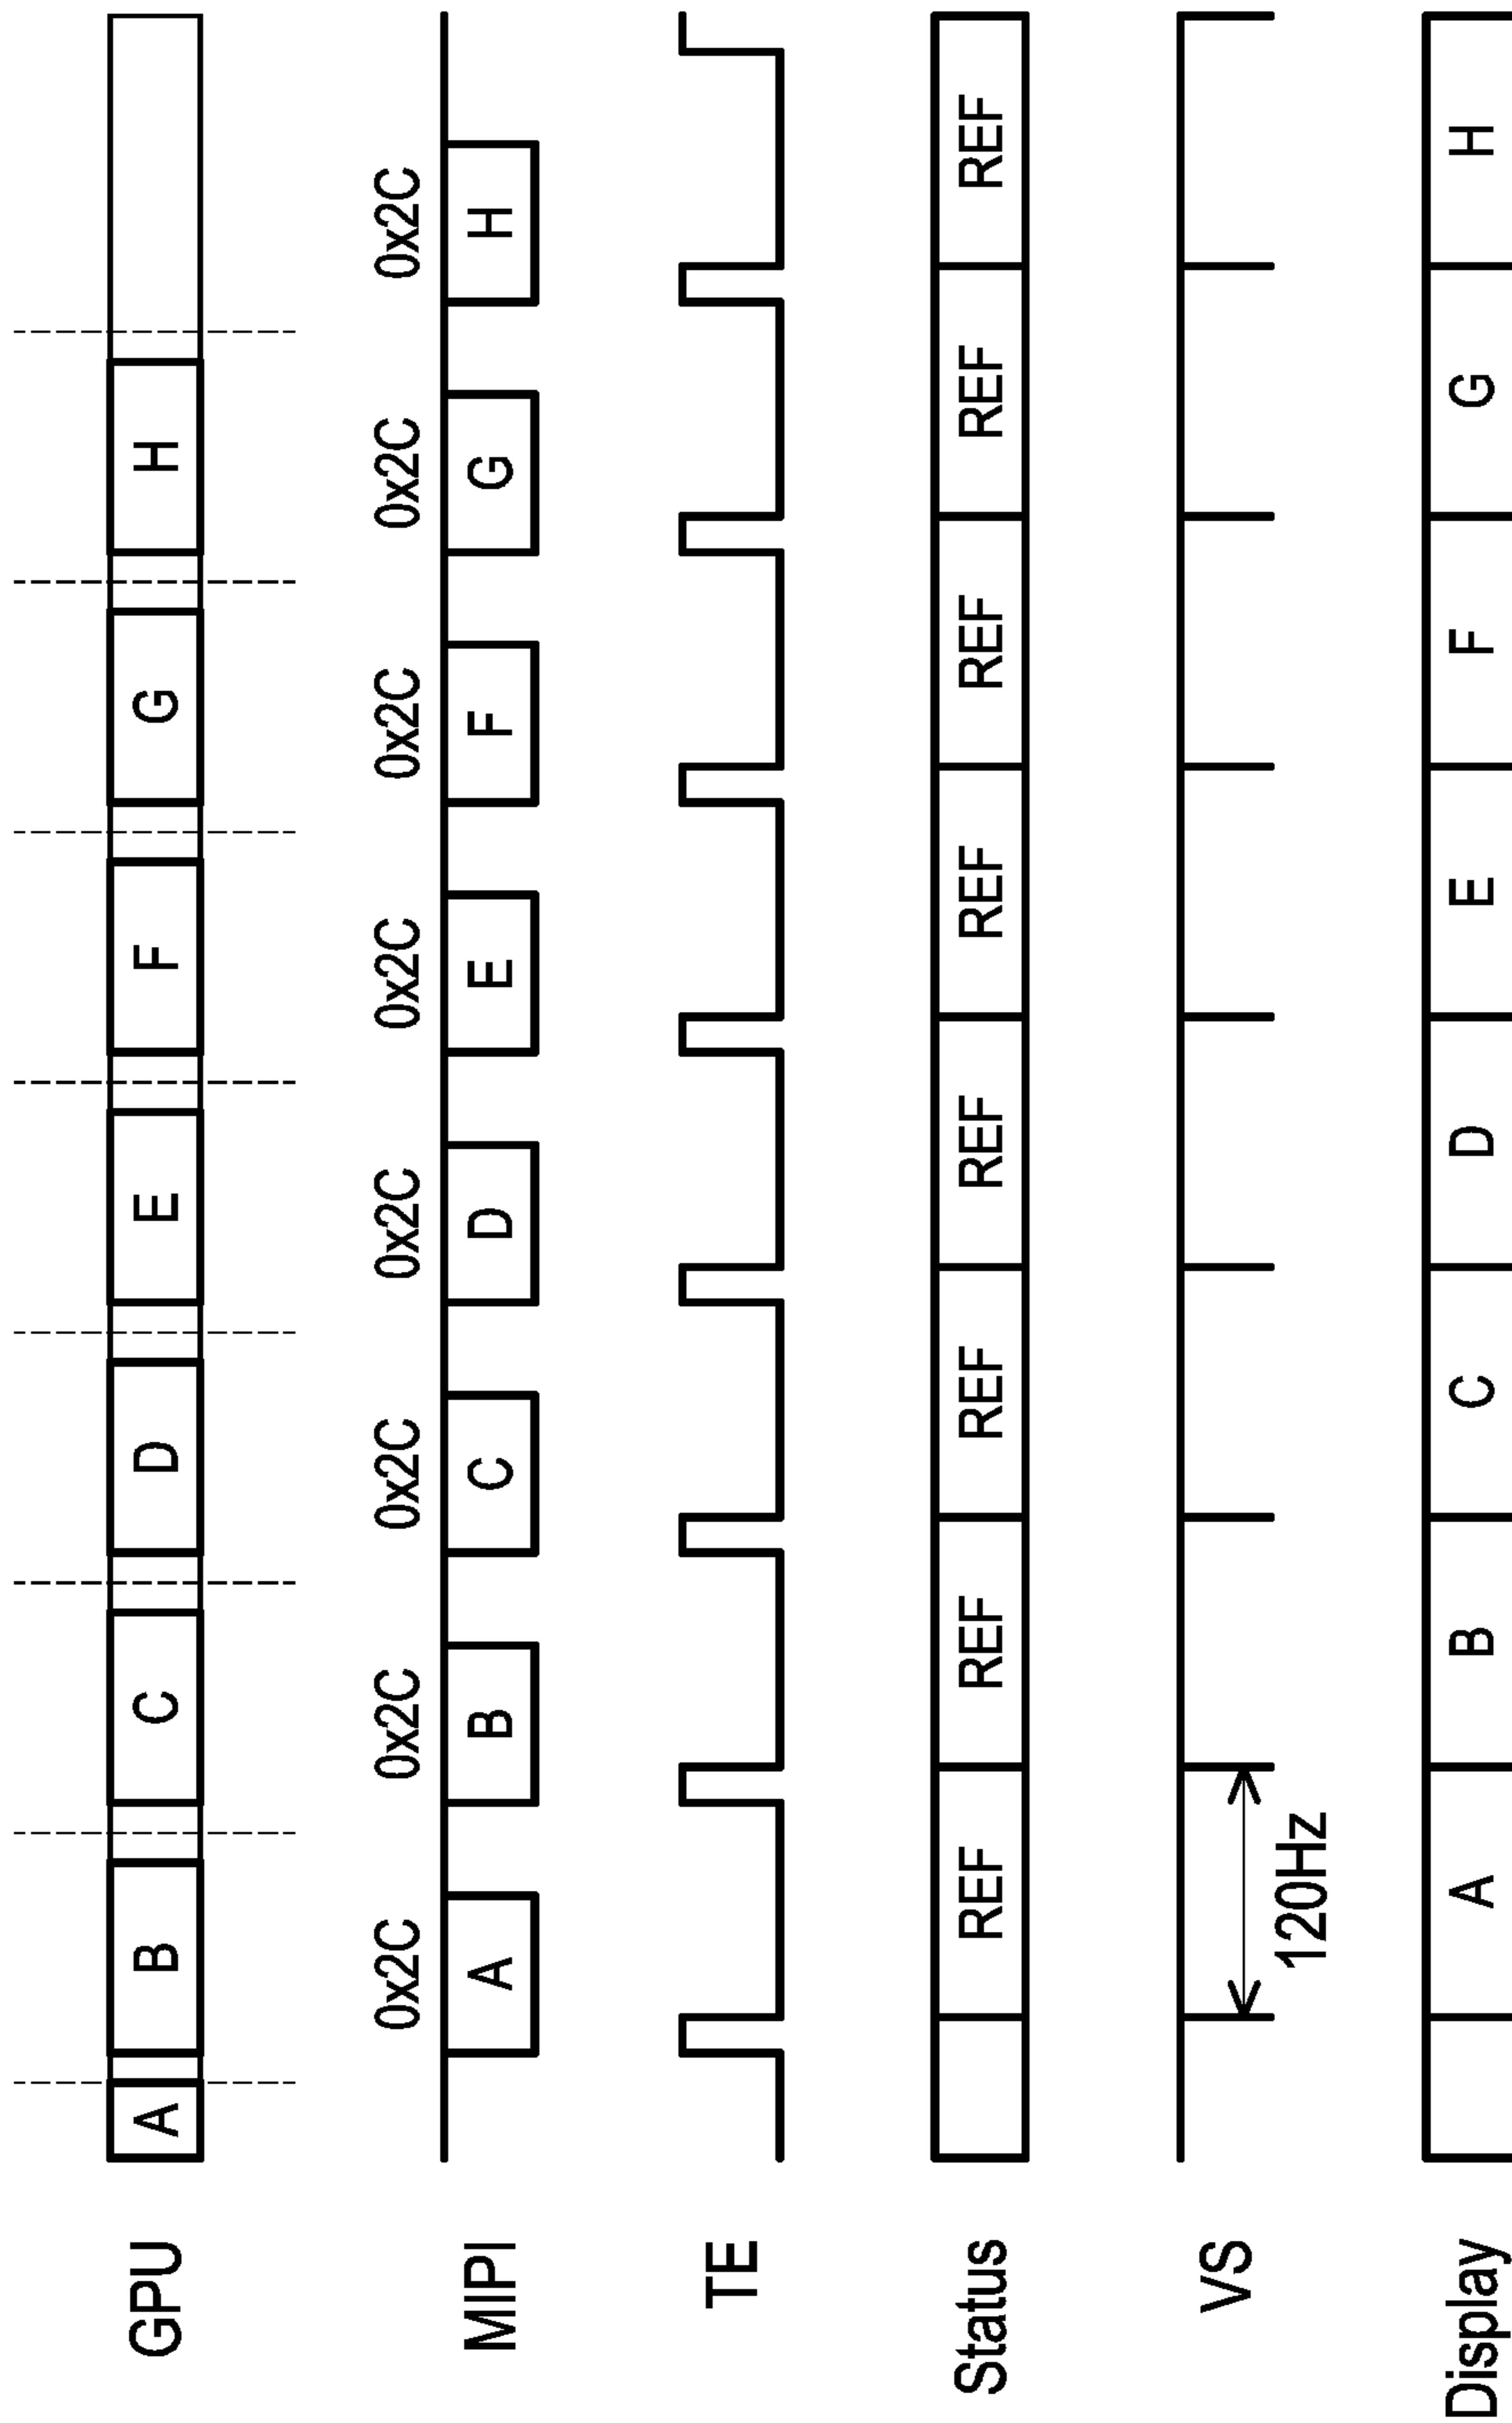 GPU A B C D E F G H
0x2C 0x2C 0x2C 0x2C 0x2C 0x2C 0x2C 0x2C
MIPI A B C D E F G H
TE
Status REF REF REF REF REF REF REF REF
VS
120Hz
Display A B C D E F G H